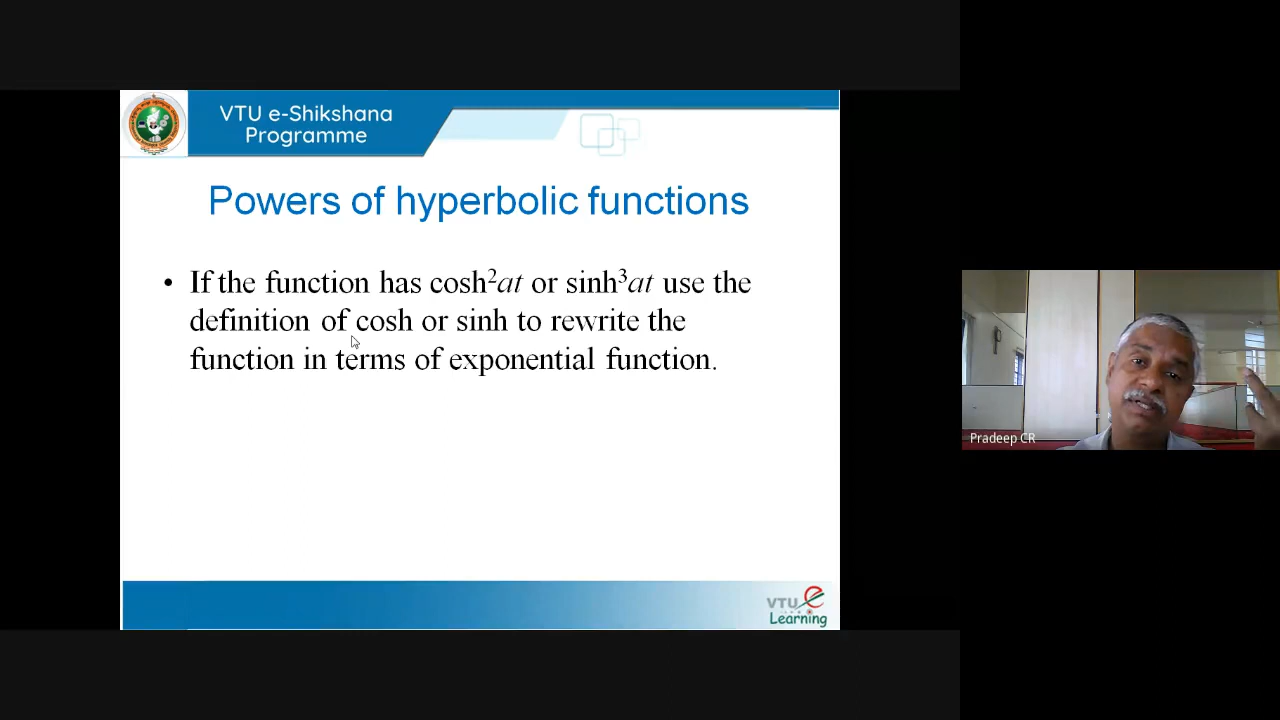 VTU e-Shikshana
Programme
Powers of hyperbolic functions
• If the function has cosh²at or sinh³at use the
definition of cosh or sinh to rewrite the
function in terms of exponential function.
Pradeep CR
VTU e
Learning